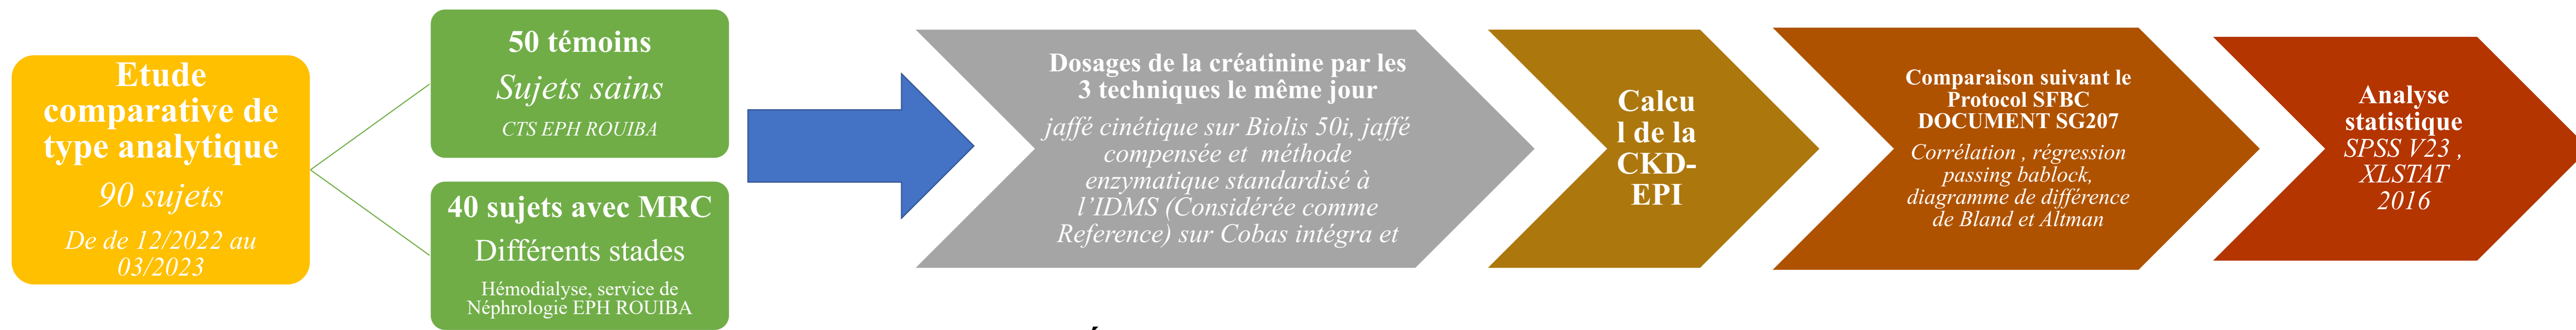 Etude
comparative de
type analytique
90 sujets
De de 12/2022 au
03/2023
50 témoins
Sujets sains
CTS EPH ROUIBA
40 sujets avec MRC
Différents stades
Hémodialyse, service de
Néphrologie EPH ROUIBA
Dosages de la créatinine par les
3 techniques le même jour
jaffé cinétique sur Biolis 50i, jaffé
compensée et méthode
enzymatique standardisé à
l’IDMS (Considérée comme
Reference) sur Cobas intégra et
Calcu
l de la
CKD-
EPI
Comparaison suivant le
Protocol SFBC
DOCUMENT SG207
Corrélation , régression
passing bablock,
diagramme de différence
de Bland et Altman
Analyse
statistique
SPSS V23 ,
XLSTAT
2016